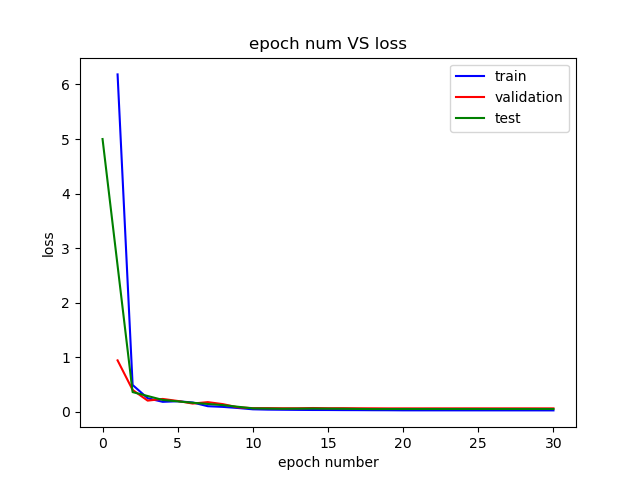 epoch num VS loss
train
validation
test
6
5
4
3
2
1
0
loss
0 5 10 15 20 25 30
epoch number